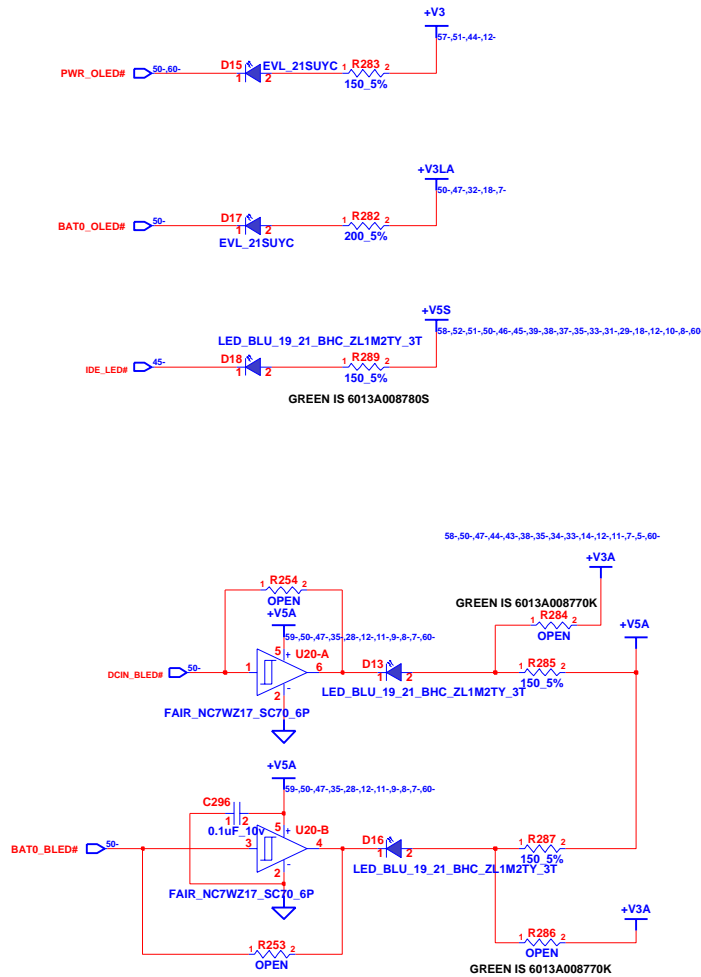 +V3
57-,51-,44-,12-
PWR_OLED#
50-,60-
D15
EVL_21SUYC
1
2
1
R283
2
150_5%
+V3LA
50-,47-,32-,18-,7-
BAT0_OLED#
50-
D17
1
2
EVL_21SUYC
1
R282
2
200_5%
+V5S
58-,52-,51-,50-,46-,45-,39-,38-,37-,35-,33-,31-,29-,18-,12-,10-,8-,60
LED_BLU_19_21_BHC_ZL1M2TY_3T
IDE_LED#
45-
D18
1
2
1
R289
2
150_5%
GREEN IS 6013A008780S
58-,50-,47-,44-,43-,38-,35-,34-,33-,14-,12-,11-,7-,5-,60-
+V3A
1
R254
2
OPEN
GREEN IS 6013A008770K
+V5A
1
R284
2
OPEN
+V5A
59-,50-,47-,35-,28-,12-,11-,9-,8-,7-,60-
5
+
U20-A
DCIN_BLED#
50-
1
6
2
-
D13
1
2
1
R285
2
150_5%
LED_BLU_19_21_BHC_ZL1M2TY_3T
FAIR_NC7WZ17_SC70_6P
+V5A
59-,50-,47-,35-,28-,12-,11-,9-,8-,7-,60-
C296
1
2
0.1uF_10v
5
+
U20-B
BAT0_BLED#
50-
3
4
2
-
D16
1
2
1
R287
2
150_5%
LED_BLU_19_21_BHC_ZL1M2TY_3T
FAIR_NC7WZ17_SC70_6P
+V3A
1
R253
2
OPEN
1
R286
2
OPEN
GREEN IS 6013A008770K